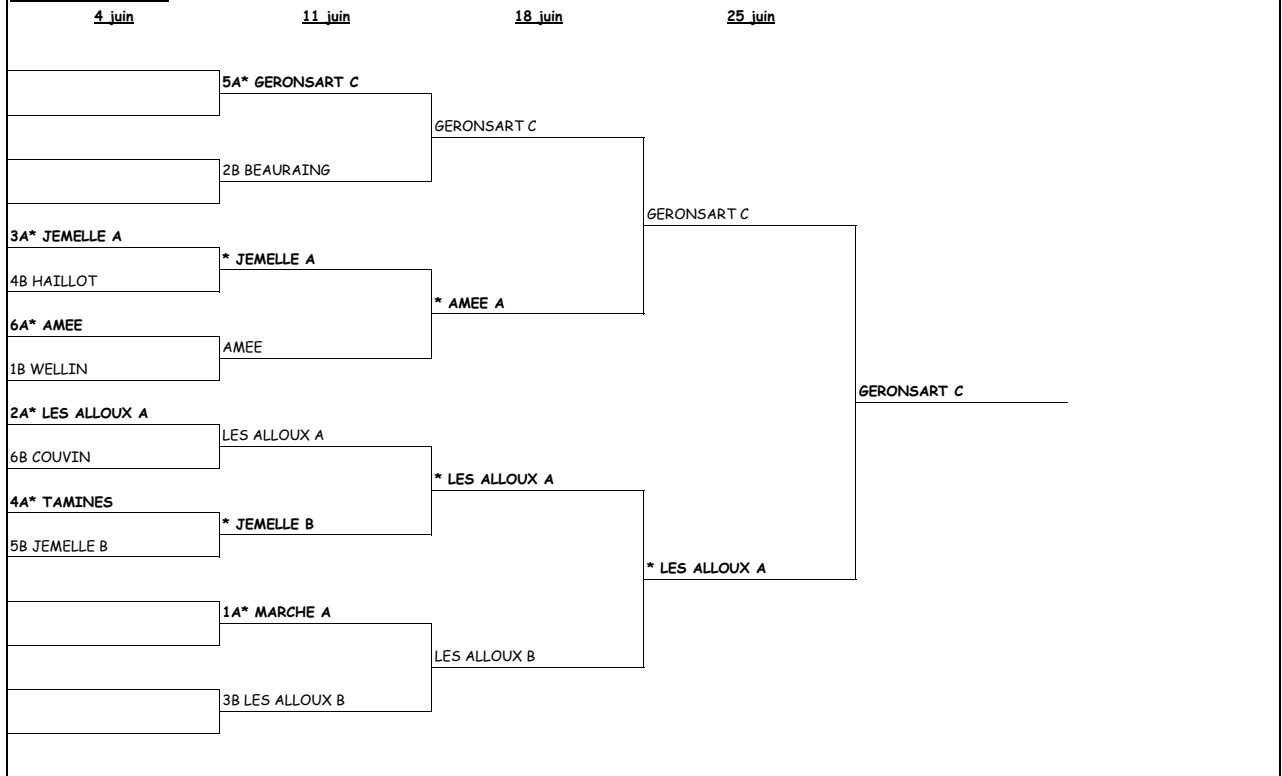 4 juin 11 juin 18 juin 25 juin
5A* GERONSART C
GERONSART C
2B BEAURAING
GERONSART C
3A* JEMELLE A
* JEMELLE A
4B HAILLOT
* AMEE A
6A* AMEE
AMEE
1B WELLIN
GERONSART C
2A* LES ALLOUX A
LES ALLOUX A
6B COUVIN
* LES ALLOUX A
4A* TAMINES
* JEMELLE B
5B JEMELLE B
* LES ALLOUX A
1A* MARCHE A
LES ALLOUX B
3B LES ALLOUX B